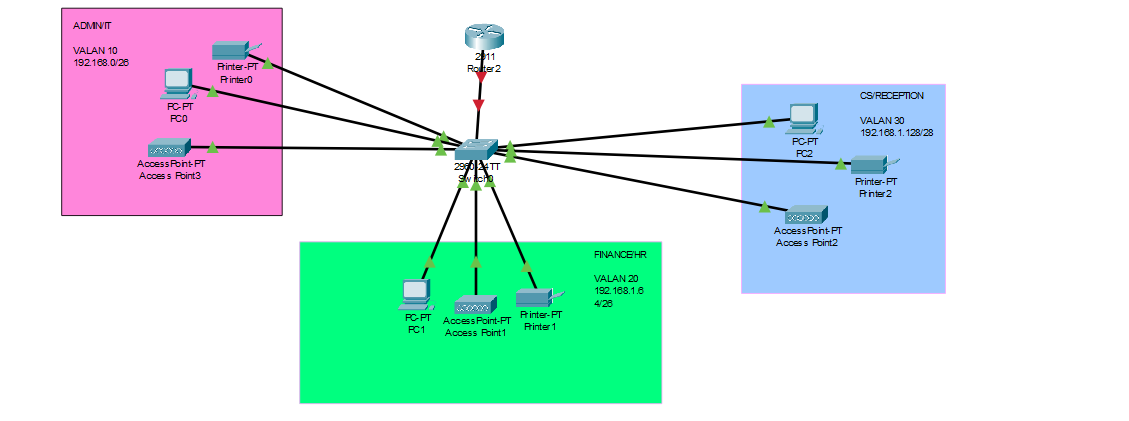 ADMIN/IT
VALAN 10
192.168.0/26
Printer-PT
Printer0
PC-PT
PC0
AccessPoint-PT
Access Point3
2911
Router2
2960-24TT
Switch0
CS/RECEPTION
VALAN 30
192.168.1.128/28
PC-PT
PC2
Printer-PT
Printer2
AccessPoint-PT
Access Point2
FINANCE/HR
VALAN 20
192.168.1.6
4/26
PC-PT
PC1
AccessPoint-PT
Access Point1
Printer-PT
Printer1